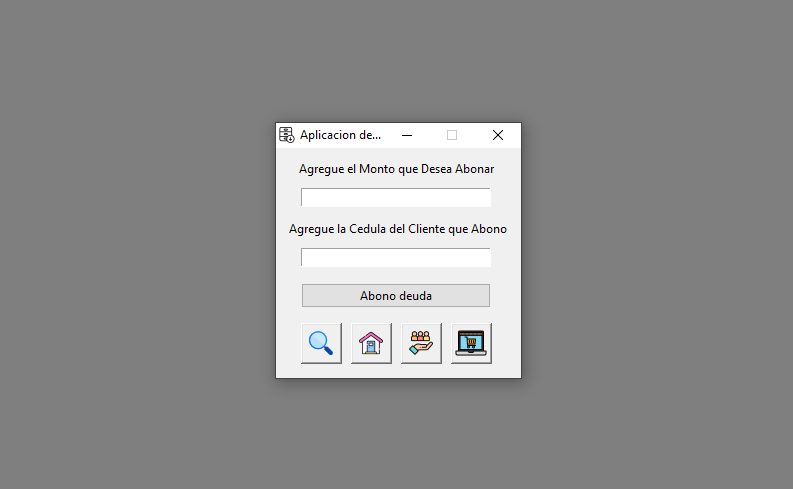 Aplicacion de...
Agregue el Monto que Desea Abonar
Agregue la Cedula del Cliente que Abono
Abono deuda